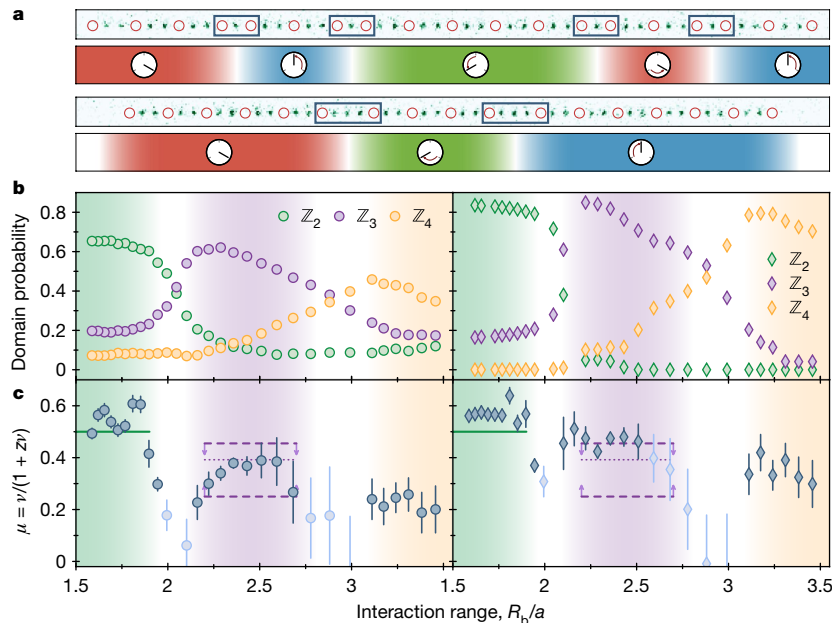 a
b
ℤ2 ℤ3 ℤ4
ℤ2
ℤ3
ℤ4
Domain probability
0.8
0.6
0.4
0.2
0
c
μ = ν/(1 + zν)
0.6
0.4
0.2
0
1.5 2 2.5 3 1.5 2 2.5 3 3.5
Interaction range, Rb/a